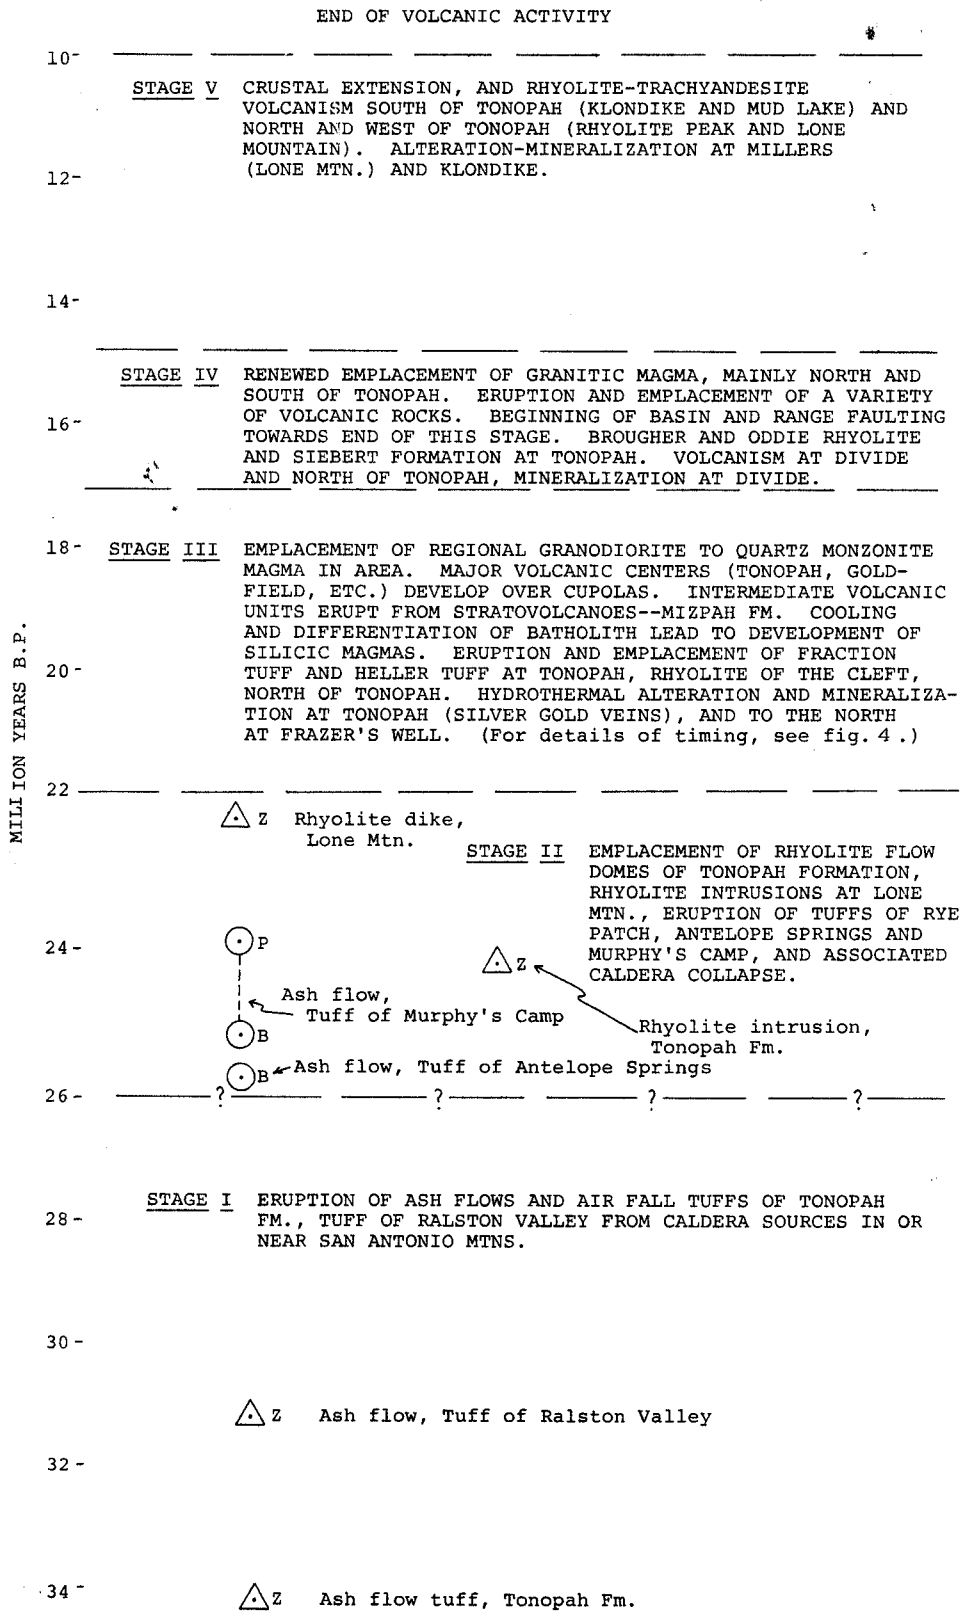 END OF VOLCANIC ACTIVITY
10-
STAGE V CRUSTAL EXTENSION, AND RHYOLITE-TRACHYANDESITE
VOLCANISM SOUTH OF TONOPAH (KLONDIKE AND MUD LAKE) AND
NORTH AND WEST OF TONOPAH (RHYOLITE PEAK AND LONE
MOUNTAIN). ALTERATION-MINERALIZATION AT MILLERS
(LONE MTN.) AND KLONDIKE.
12-
14-
STAGE IV RENEWED EMPLACEMENT OF GRANITIC MAGMA, MAINLY NORTH AND
SOUTH OF TONOPAH. ERUPTION AND EMPLACEMENT OF A VARIETY
OF VOLCANIC ROCKS. BEGINNING OF BASIN AND RANGE FAULTING
16-
TOWARDS END OF THIS STAGE. BROUGHER AND ODDIE RHYOLITE
AND SIEBERT FORMATION AT TONOPAH. VOLCANISM AT DIVIDE
AND NORTH OF TONOPAH, MINERALIZATION AT DIVIDE.
18-
STAGE III EMPLACEMENT OF REGIONAL GRANODIORITE TO QUARTZ MONZONITE
MAGMA IN AREA. MAJOR VOLCANIC CENTERS (TONOPAH, GOLD-
FIELD, ETC.) DEVELOP OVER CUPOLAS. INTERMEDIATE VOLCANIC
UNITS ERUPT FROM STRATOVOLCANOES--MIZPAH FM. COOLING
AND DIFFERENTIATION OF BATHOLITH LEAD TO DEVELOPMENT OF
SILICIC MAGMAS. ERUPTION AND EMPLACEMENT OF FRACTION
20-
TUFF AND HELLER TUFF AT TONOPAH, RHYOLITE OF THE CLEFT,
NORTH OF TONOPAH. HYDROTHERMAL ALTERATION AND MINERALIZA-
TION AT TONOPAH (SILVER GOLD VEINS), AND TO THE NORTH
AT FRAZER'S WELL. (For details of timing, see fig. 4.)
MILLION YEARS B.P.
22
Z Rhyolite dike,
Lone Mtn.
STAGE II EMPLACEMENT OF RHYOLITE FLOW
DOMES OF TONOPAH FORMATION,
RHYOLITE INTRUSIONS AT LONE
MTN., ERUPTION OF TUFFS OF RYE
PATCH, ANTELOPE SPRINGS AND
MURPHY'S CAMP, AND ASSOCIATED
CALDERA COLLAPSE.
24-
P
Z
Ash flow,
Tuff of Murphy's Camp
B
Rhyolite intrusion,
Tonopah Fm.
B Ash flow, Tuff of Antelope Springs
26- ? ? ? ?
STAGE I ERUPTION OF ASH FLOWS AND AIR FALL TUFFS OF TONOPAH
28-
FM., TUFF OF RALSTON VALLEY FROM CALDERA SOURCES IN OR
NEAR SAN ANTONIO MTNS.
30-
Z Ash flow, Tuff of Ralston Valley
32-
34-
Z Ash flow tuff, Tonopah Fm.